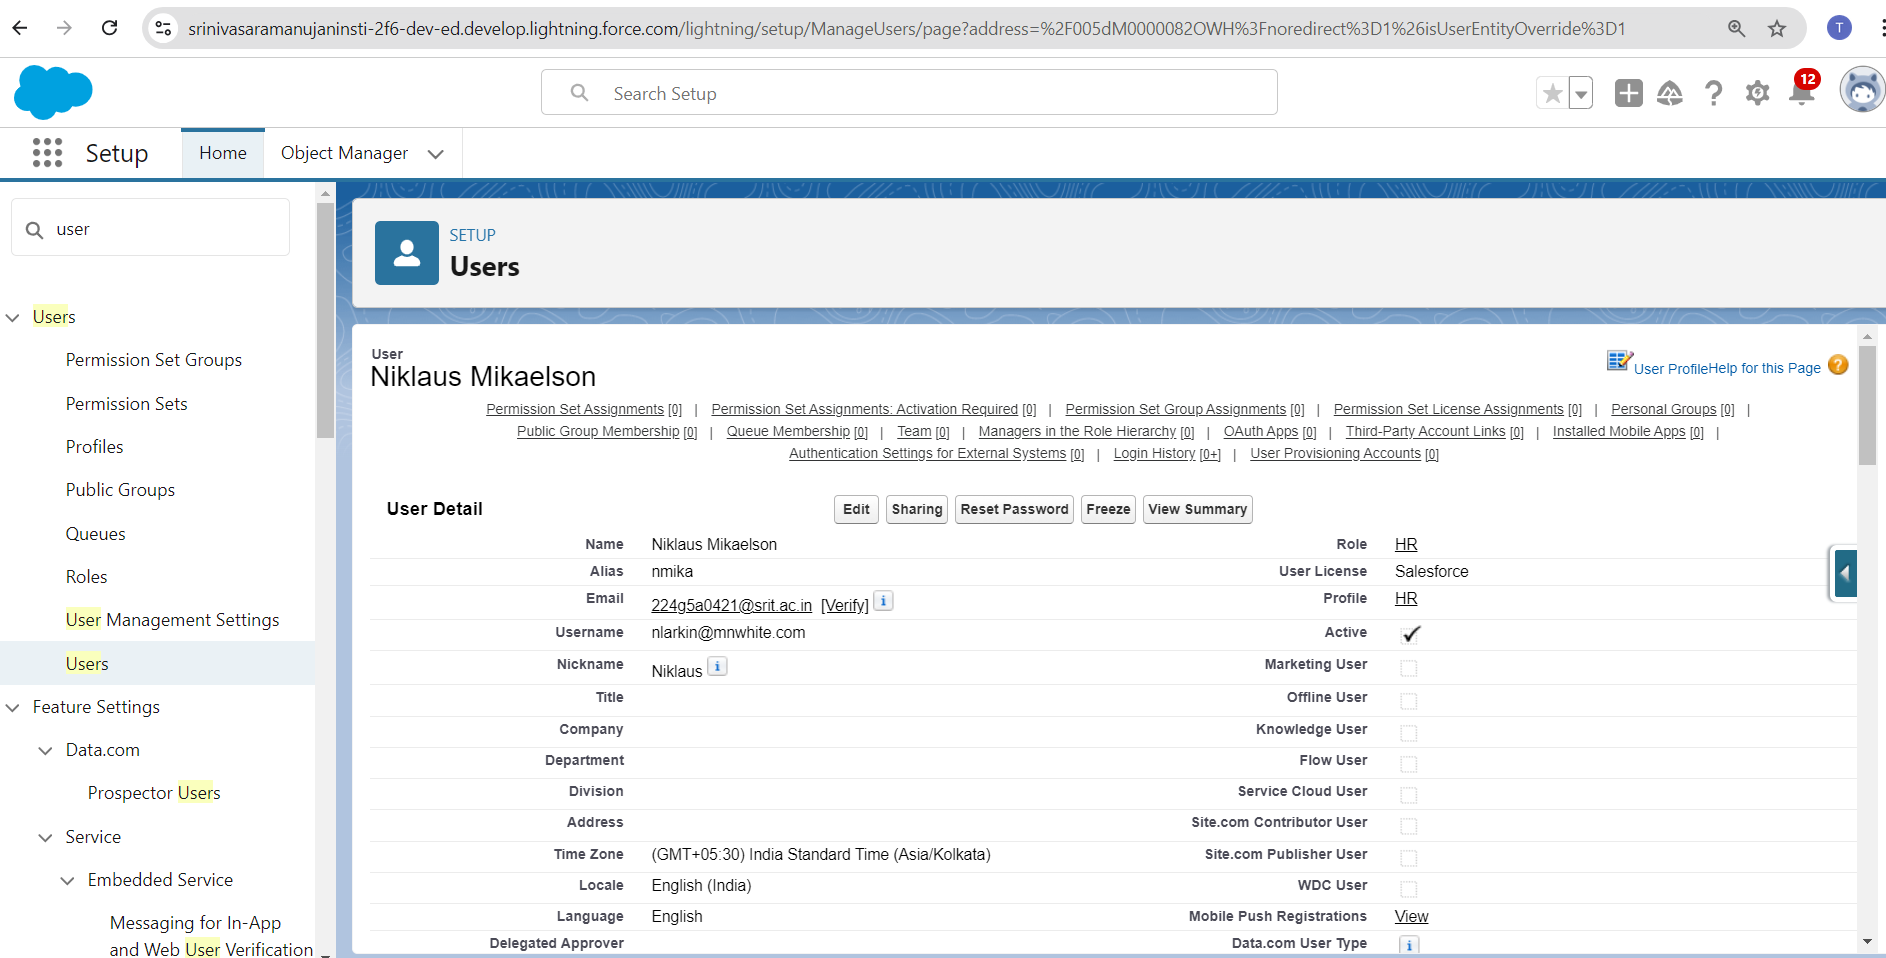 srinivasaramanujaninsti-2f6-dev-ed.develop.lightning.force.com/lightning/setup/ManageUsers/page?address=%2F005dM0000082OWH%3Fnoredirect%3D1%26isUserEntityOverride%3D1
T
Search Setup
12
Setup
Home
Object Manager
user
Users
Permission Set Groups
Permission Sets
Profiles
Public Groups
Queues
Roles
User Management Settings
Users
Feature Settings
Data.com
Prospector Users
Service
Embedded Service
Messaging for In-App
and Web User Verification
SETUP
Users
User
Niklaus Mikaelson
User Profile Help for this Page ?
Permission Set Assignments [0] | Permission Set Assignments: Activation Required [0] | Permission Set Group Assignments [0] | Permission Set License Assignments [0] | Personal Groups [0] |
Public Group Membership [0] | Queue Membership [0] | Team [0] | Managers in the Role Hierarchy [0] | OAuth Apps [0] | Third-Party Account Links [0] | Installed Mobile Apps [0] |
Authentication Settings for External Systems [0] | Login History [0+] | User Provisioning Accounts [0]
User Detail
Edit Sharing Reset Password Freeze View Summary
Name Niklaus Mikaelson Role HR
Alias nmika User License Salesforce
Email 224g5a0421@srit.ac.in [Verify] i Profile HR
Username nlarkin@mnwhite.com Active
Nickname Niklaus i Marketing User
Title Offline User
Company Knowledge User
Department Flow User
Division Service Cloud User
Address Site.com Contributor User
Time Zone (GMT+05:30) India Standard Time (Asia/Kolkata) Site.com Publisher User
Locale English (India) WDC User
Language English Mobile Push Registrations View
Delegated Approver Data.com User Type i